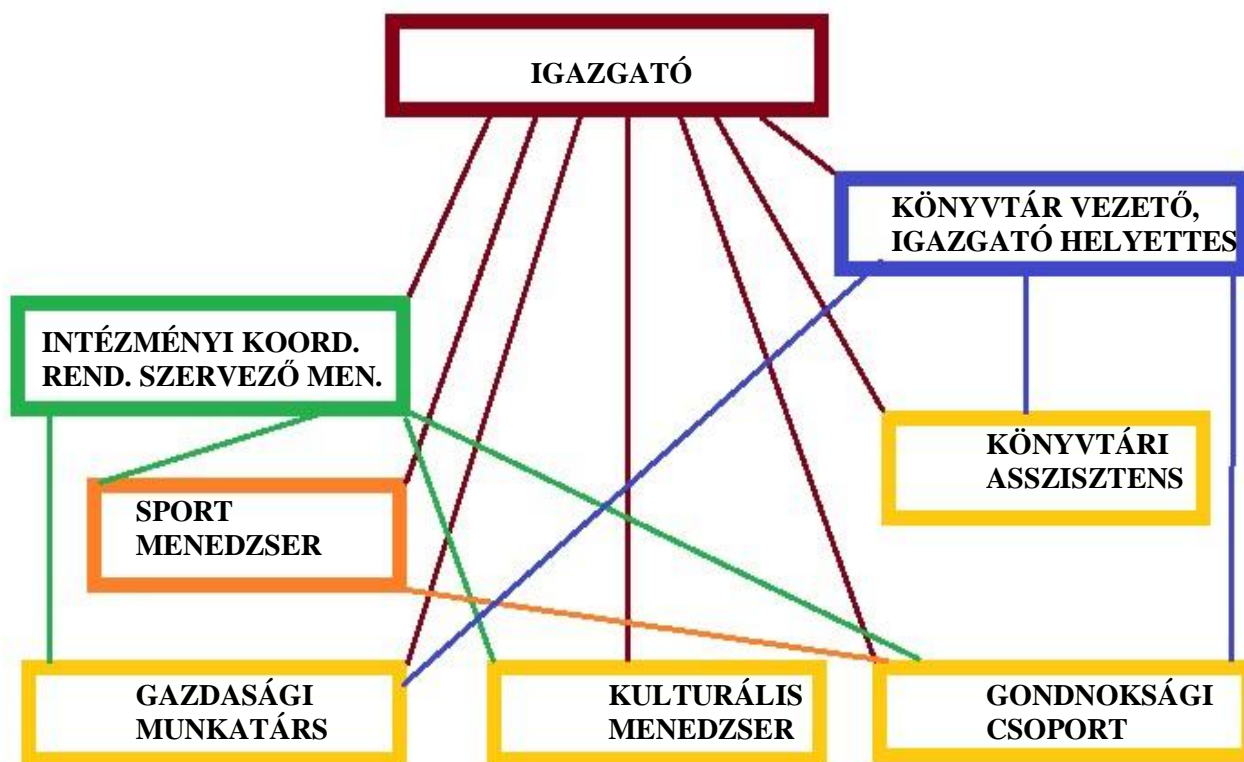 IGAZGATÓ
KÖNYVTÁR VEZETŐ,
IGAZGATÓ HELYETTES
INTÉZMÉNYI KOORD.
REND. SZERVEZŐ MEN.
KÖNYVTÁRI
ASSZISZTENS
SPORT
MENEDZSER
GAZDASÁGI
MUNKATÁRS
KULTURÁLIS
MENEDZSER
GONDNOKSÁGI
CSOPORT